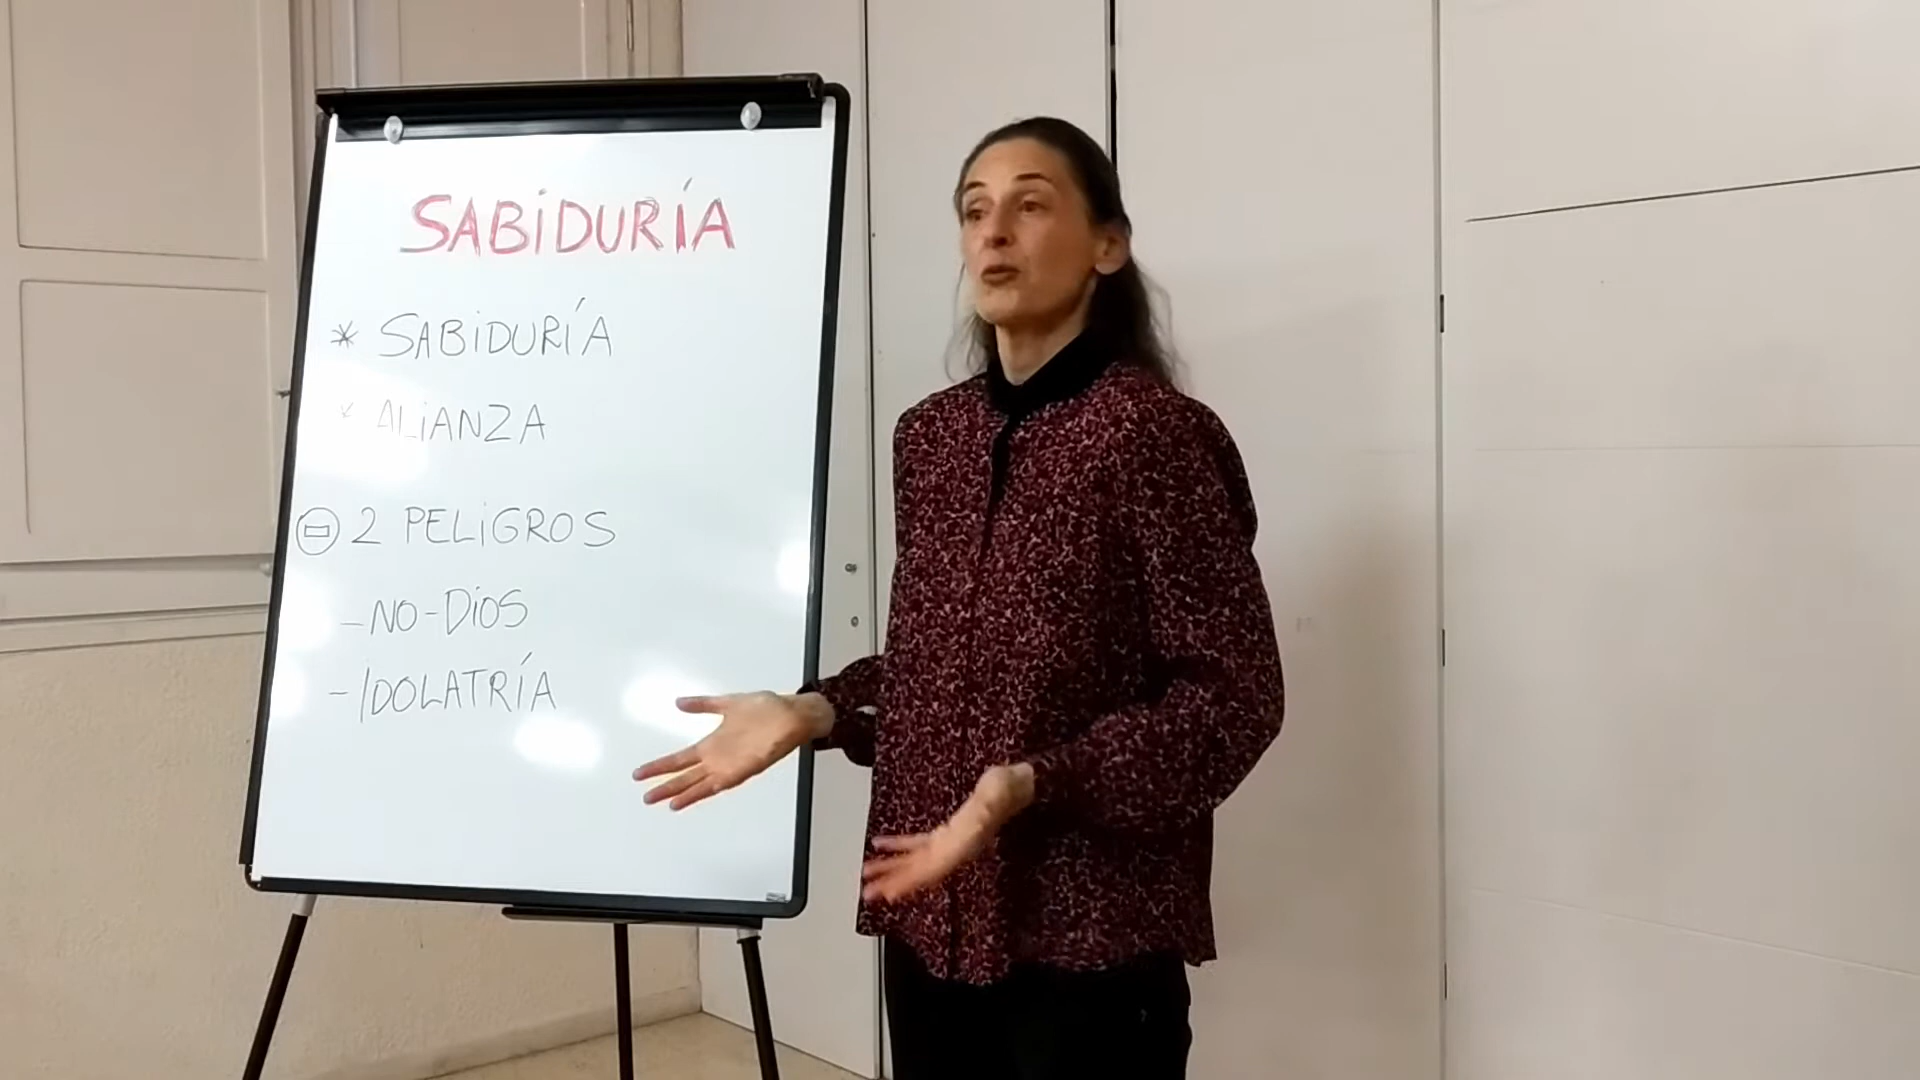 SABIDURÍA
* SABIDURÍA
* ALIANZA
⊖ 2 PELIGROS
- NO-DIOS
- IDOLATRÍA